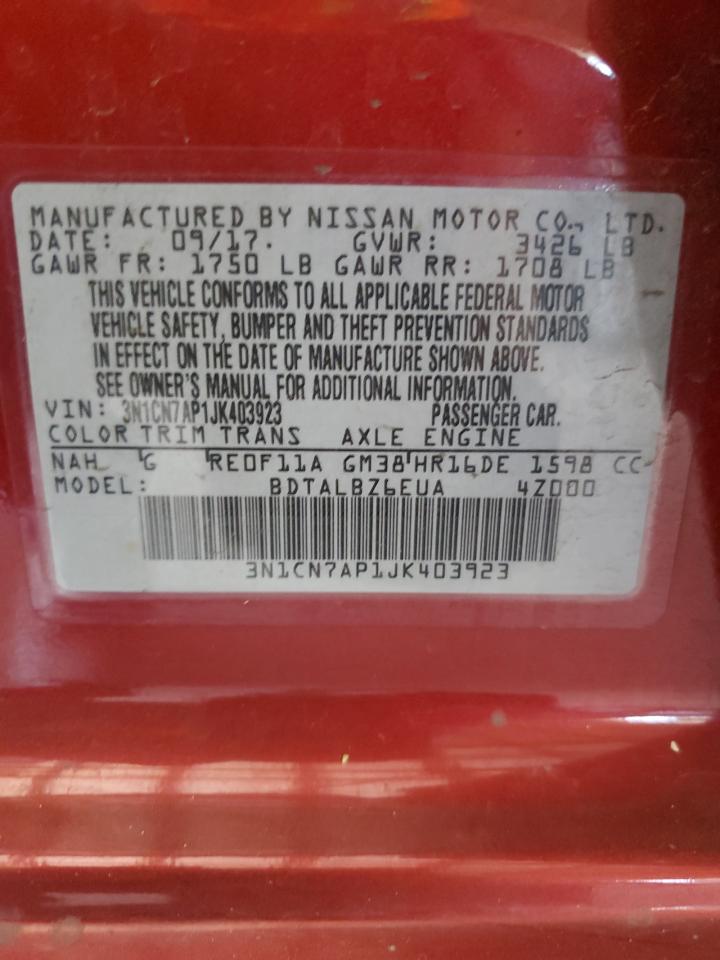 MANUFACTURED BY NISSAN MOTOR CO., LTD.
DATE: 09/17. GVWR: 3426 LB
GAWR FR: 1750 LB GAWR RR: 1708 LB
THIS VEHICLE CONFORMS TO ALL APPLICABLE FEDERAL MOTOR
VEHICLE SAFETY, BUMPER AND THEFT PREVENTION STANDARDS
IN EFFECT ON THE DATE OF MANUFACTURE SHOWN ABOVE.
SEE OWNER'S MANUAL FOR ADDITIONAL INFORMATION.
VIN: 3N1CN7AP1JK403923 PASSENGER CAR.
COLOR TRIM TRANS AXLE ENGINE
NAH G RE0F11A GM38 HR16DE 1598 CC
MODEL: BDTALBZ6EUA 4Z000
3N1CN7AP1JK403923